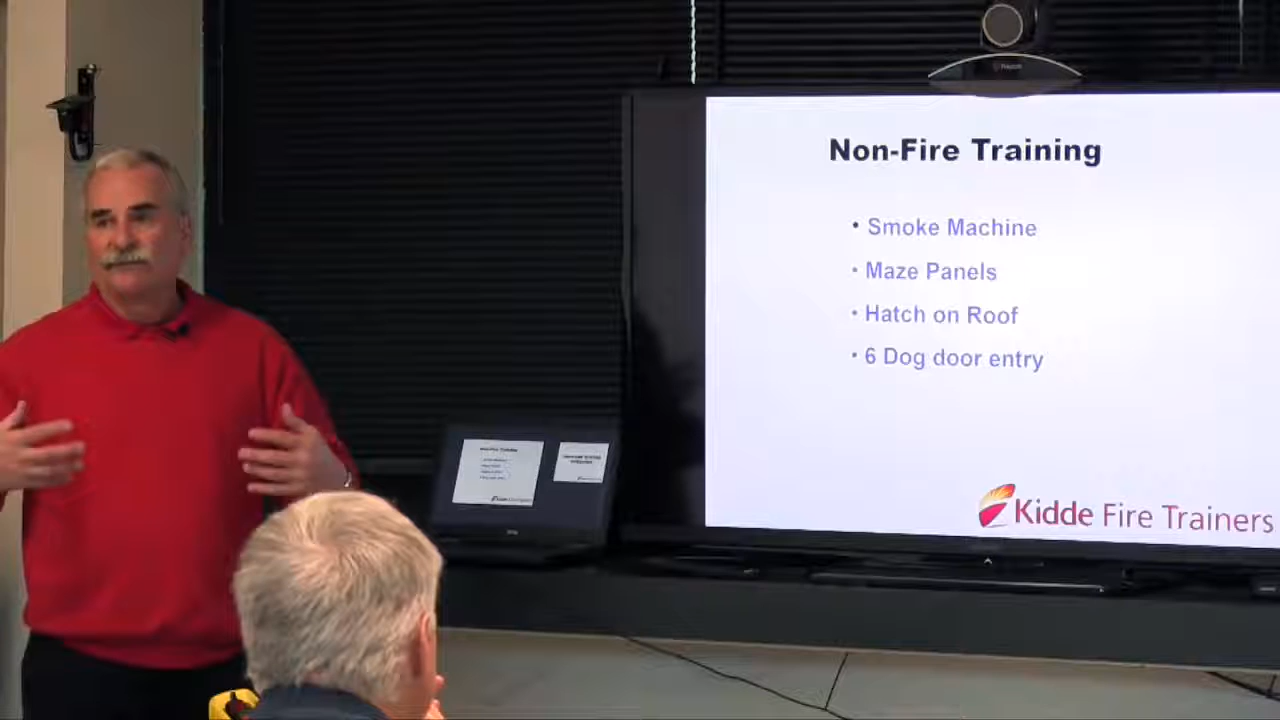 Non-Fire Training
• Smoke Machine
• Maze Panels
• Hatch on Roof
• 6 Dog door entry
Kidde Fire Trainers